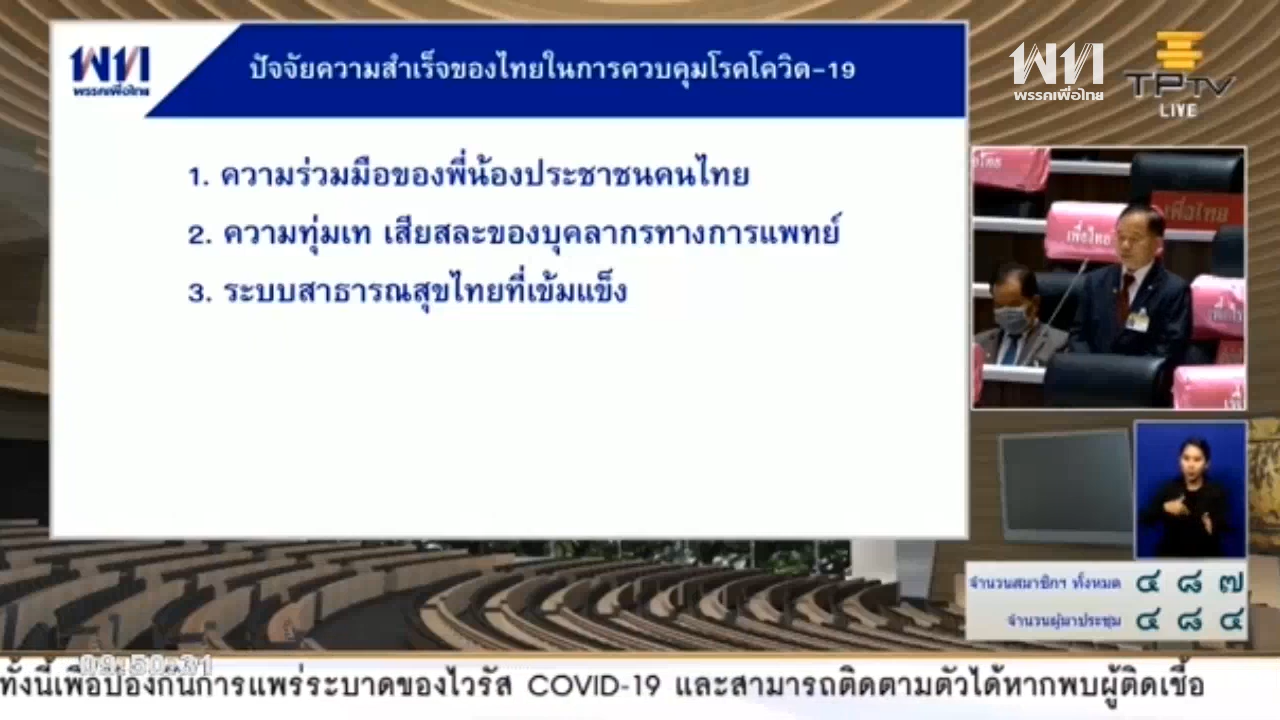 พท
พรรคเพื่อไทย
ปัจจัยความสำเร็จของไทยในการควบคุมโรคโควิด-19
1. ความร่วมมือของพี่น้องประชาชนคนไทย
2. ความทุ่มเท เสียสละของบุคลากรทางการแพทย์
3. ระบบสาธารณสุขไทยที่เข้มแข็ง
พท
พรรคเพื่อไทย
TPTV
LIVE
เพื่อไทย
เพื่อไทย
จำนวนสมาชิกฯ ทั้งหมด ๔ ๘ ๗
จำนวนผู้มาประชุม ๔ ๘ ๔
09:50:31
ทั้งนี้เพื่อป้องกันการแพร่ระบาดของไวรัส COVID-19 และสามารถติดตามตัวได้หากพบผู้ติดเชื้อ